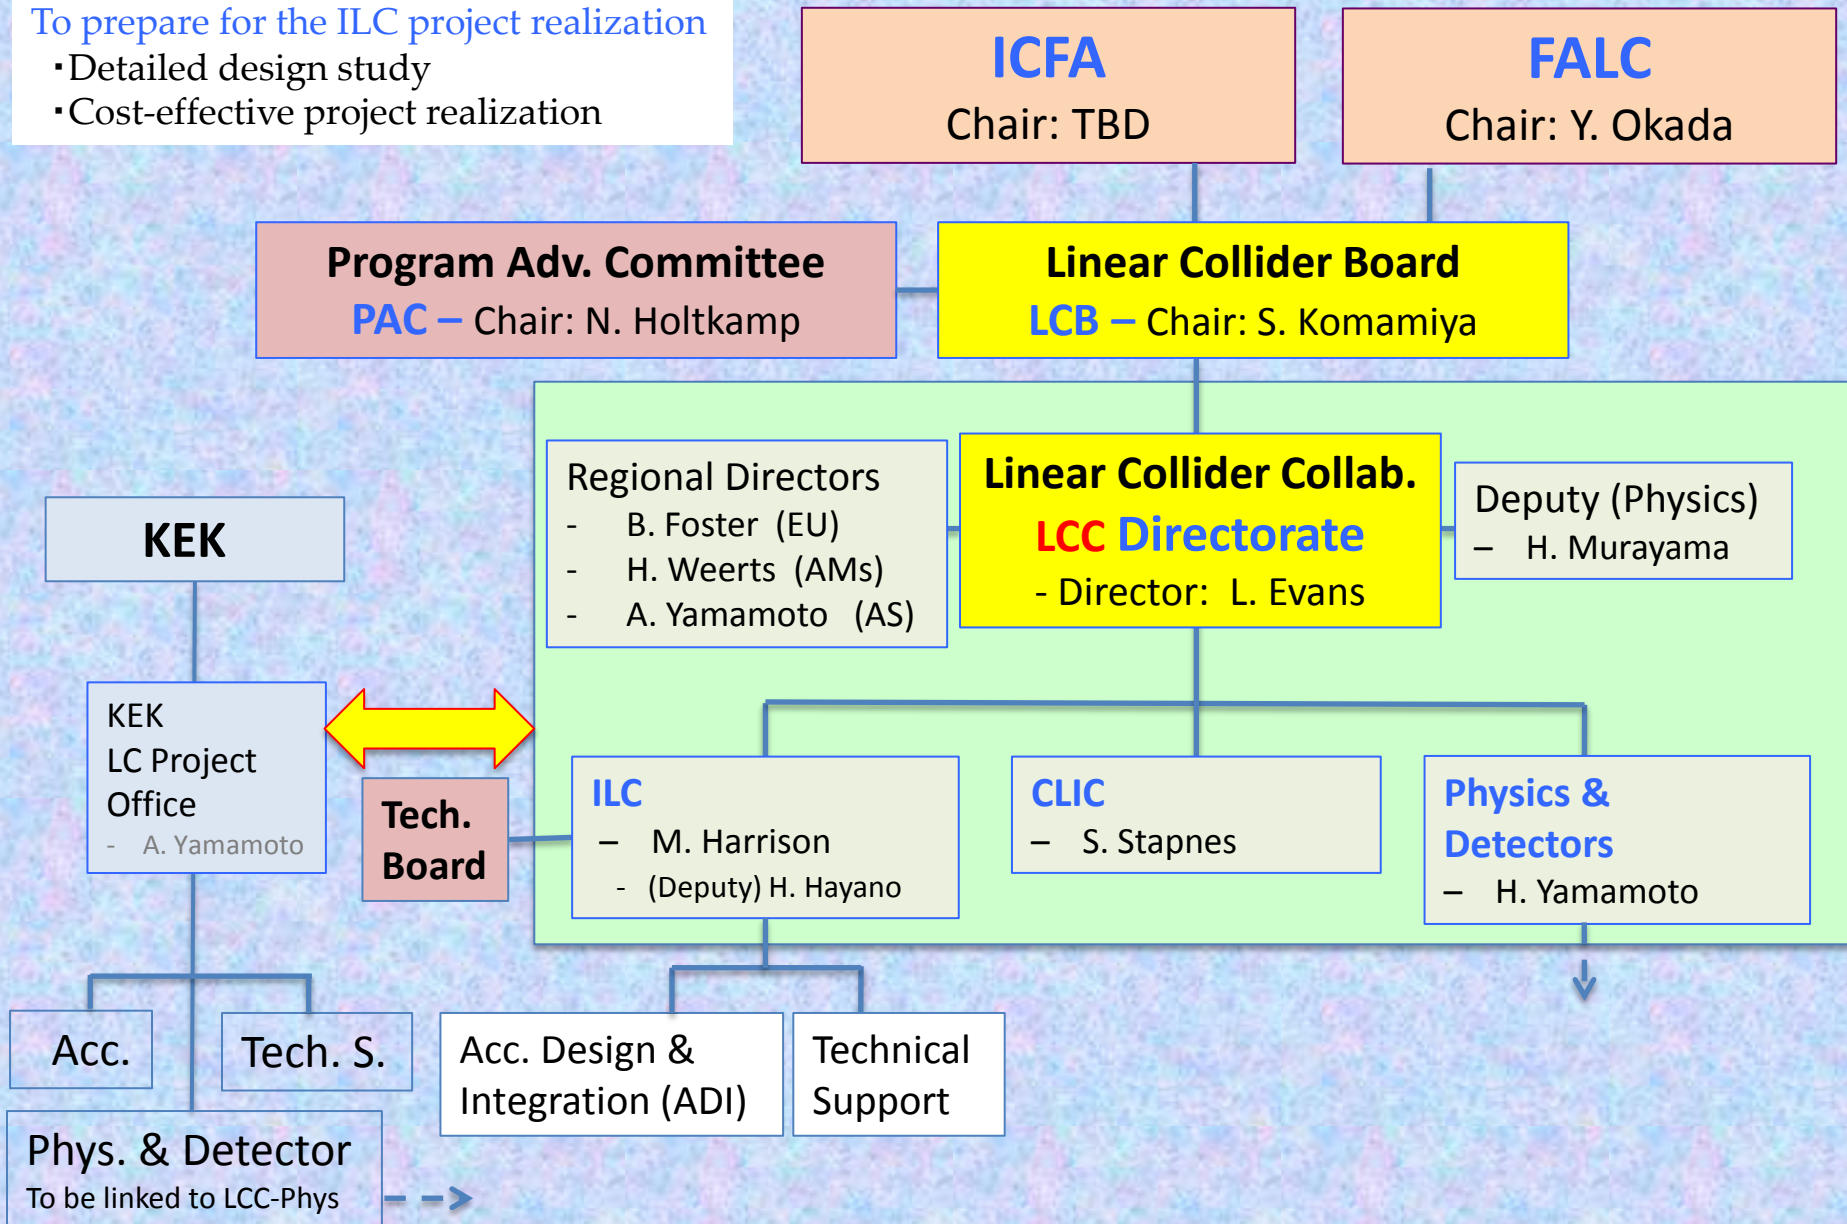 To prepare for the ILC project realization
▪Detailed design study
▪Cost-effective project realization
ICFA
Chair: TBD
FALC
Chair: Y. Okada
Program Adv. Committee
PAC – Chair: N. Holtkamp
Linear Collider Board
LCB – Chair: S. Komamiya
Regional Directors
- B. Foster (EU)
- H. Weerts (AMs)
- A. Yamamoto (AS)
Linear Collider Collab.
LCC Directorate
- Director: L. Evans
Deputy (Physics)
– H. Murayama
KEK
KEK
LC Project
Office
- A. Yamamoto
Tech.
Board
ILC
– M. Harrison
- (Deputy) H. Hayano
CLIC
– S. Stapnes
Physics &
Detectors
– H. Yamamoto
Acc.
Tech. S.
Acc. Design &
Integration (ADI)
Technical
Support
Phys. & Detector
To be linked to LCC-Phys